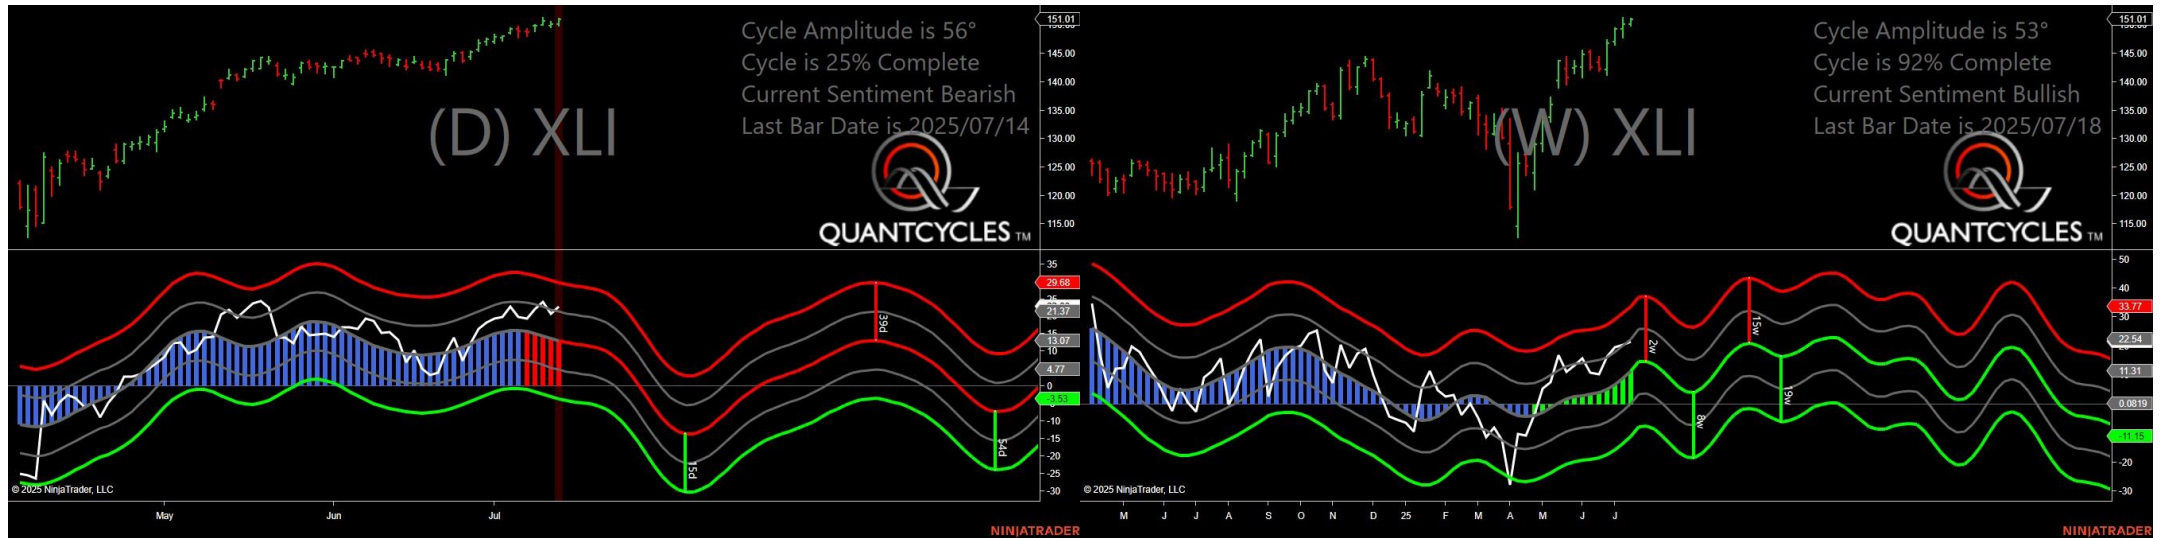 Cycle Amplitude is 56°
Cycle is 25% Complete
Current Sentiment Bearish
Last Bar Date is 2025/07/14
(D) XLI
QUANTCYCLES TM
151.01
145.00
140.00
135.00
130.00
125.00
120.00
115.00
35
29.68
21.37
15
13.07
10
4.77
0
-3.53
-10
-15
-20
-25
-30
15d
39d
54d
© 2025 NinjaTrader, LLC
May
Jun
Jul
NINJATRADER
Cycle Amplitude is 53°
Cycle is 92% Complete
Current Sentiment Bullish
Last Bar Date is 2025/07/18
(W) XLI
QUANTCYCLES TM
151.01
145.00
140.00
135.00
130.00
125.00
120.00
115.00
50
40
33.77
30
22.54
11.31
0.0819
-11.15
-20
-30
2w
8w
15w
19w
© 2025 NinjaTrader, LLC
M J J A S O N D 25 F M A M J J
NINJATRADER